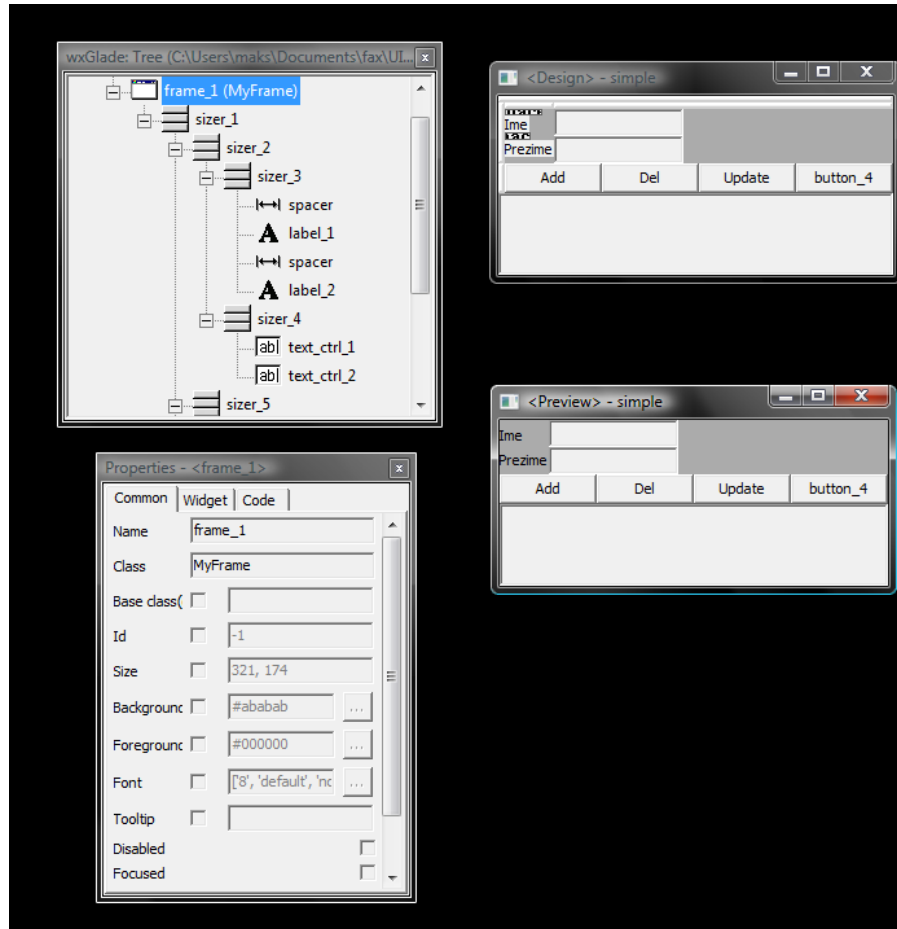 wxGlade: Tree (C:\Users\maks\Documents\fax\UI...
frame_1 (MyFrame)
sizer_1
sizer_2
sizer_3
spacer
label_1
spacer
label_2
sizer_4
text_ctrl_1
text_ctrl_2
sizer_5
<Design> - simple
Ime
Prezime
Add Del Update button_4
<Preview> - simple
Ime
Prezime
Add Del Update button_4
Properties - <frame_1>
Common Widget Code
Name frame_1
Class MyFrame
Base class(
Id -1
Size 321, 174
Background #ababab ...
Foreground #000000 ...
Font ['8', 'default', 'nc ...
Tooltip
Disabled
Focused